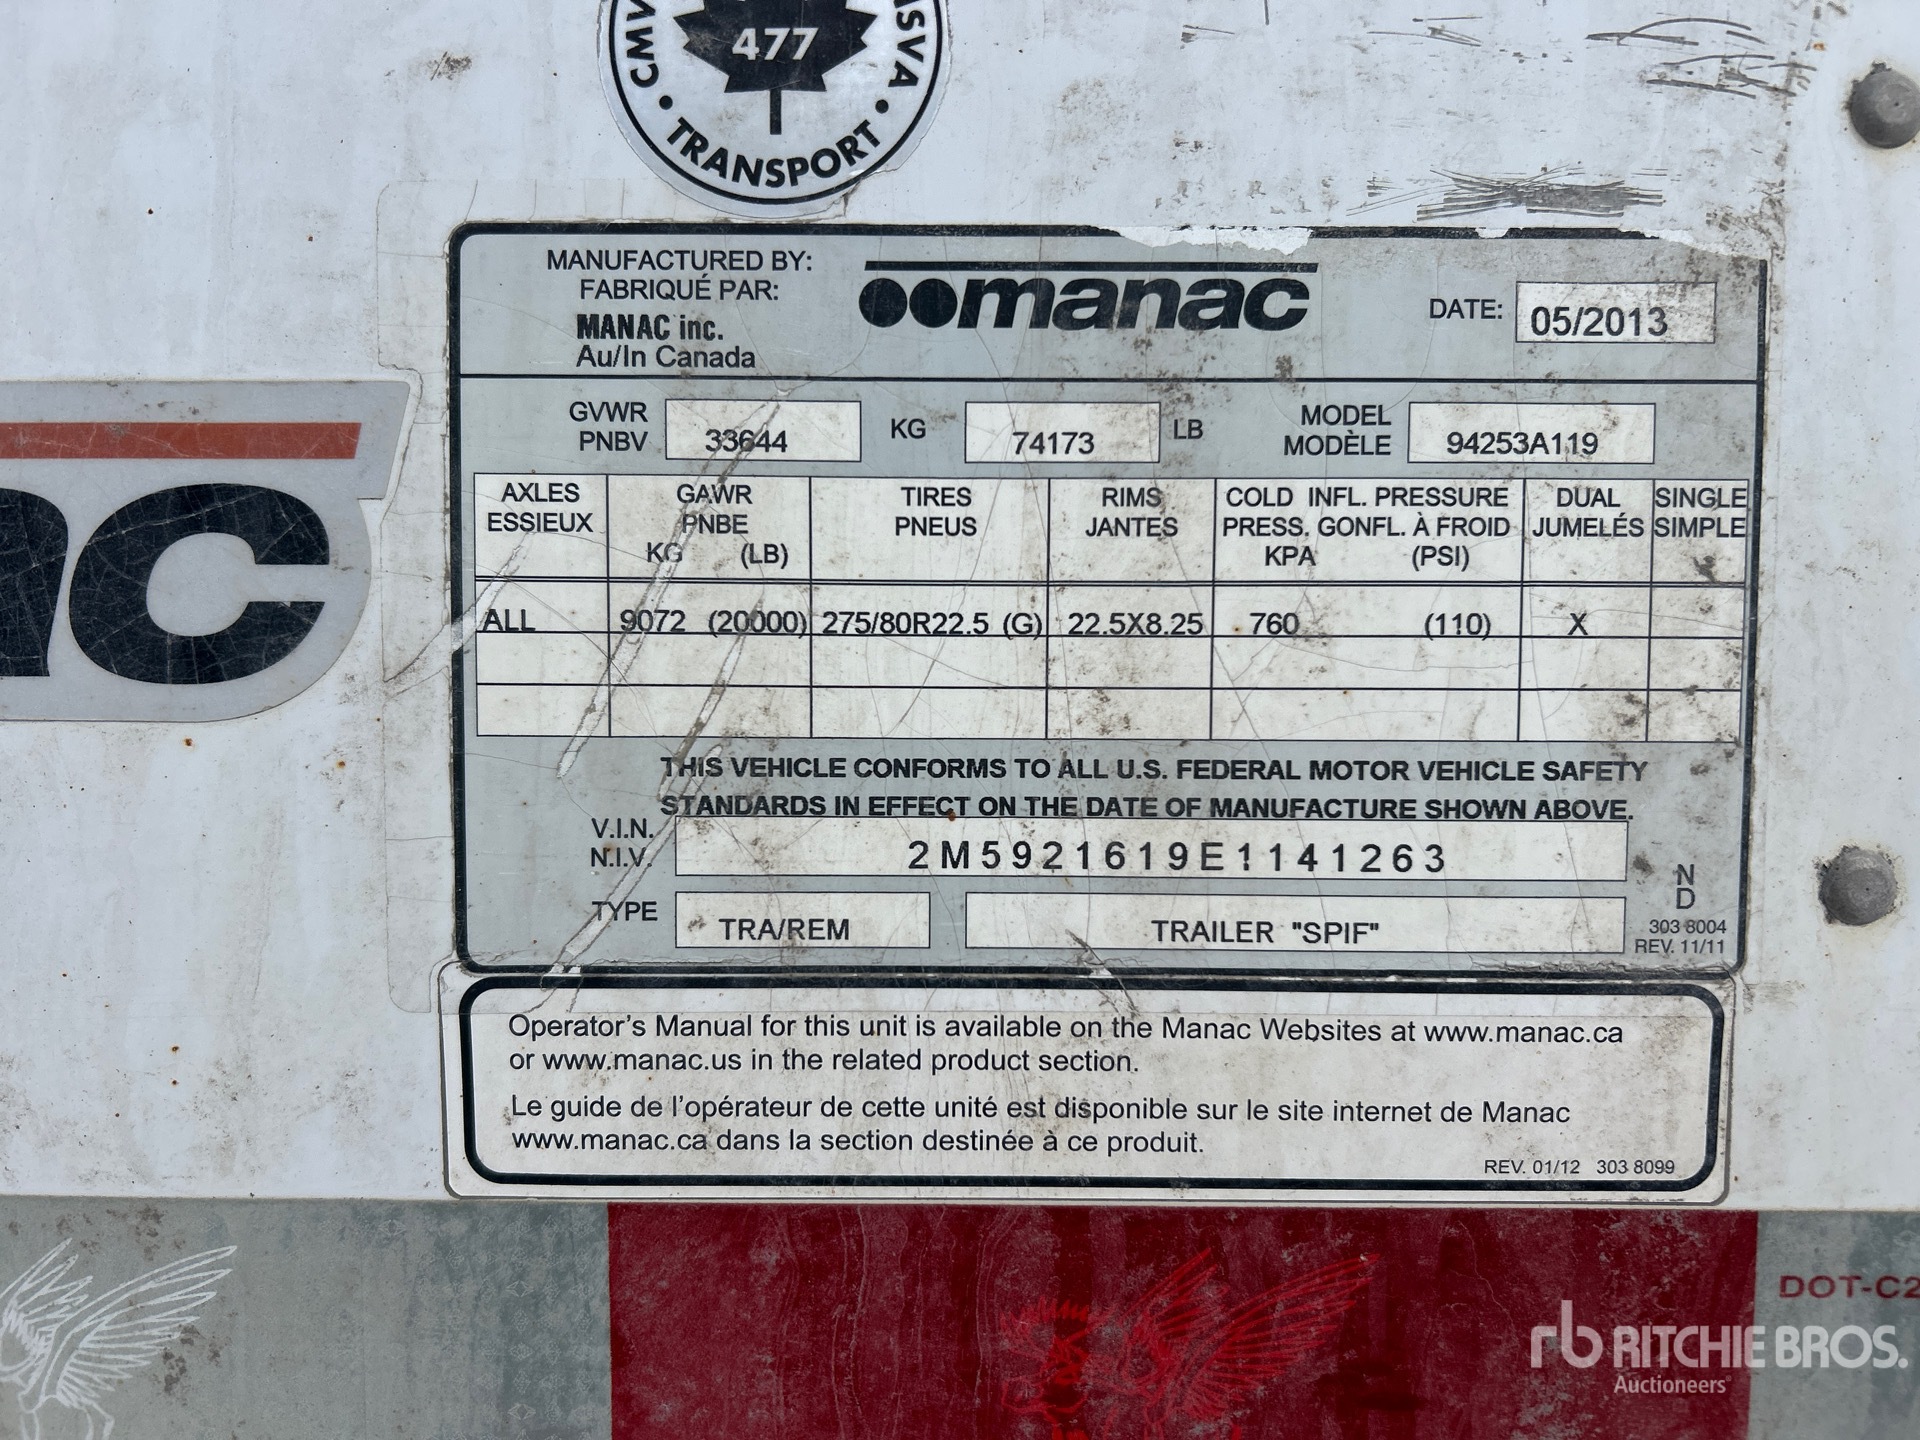 477
TRANSPORT
MANUFACTURED BY:
FABRIQUÉ PAR:
MANAC inc.
Au/In Canada
manac
DATE: 05/2013
GVWR
PNBV 33644 KG 74173 LB
MODEL
MODÈLE 94253A119
AXLES
ESSIEUX
GAWR
PNBE
KG (LB)
TIRES
PNEUS
RIMS
JANTES
COLD INFL. PRESSURE
PRESS. GONFL. À FROID
KPA (PSI)
DUAL
JUMELÉS
SINGLE
SIMPLE
ALL 9072 (20000) 275/80R22.5 (G) 22.5X8.25 760 (110) X
THIS VEHICLE CONFORMS TO ALL U.S. FEDERAL MOTOR VEHICLE SAFETY
STANDARDS IN EFFECT ON THE DATE OF MANUFACTURE SHOWN ABOVE.
V.I.N.
N.I.V. 2M5921619E1141263
TYPE TRA/REM TRAILER "SPIF"
N
D
303 8004
REV. 11/11
Operator's Manual for this unit is available on the Manac Websites at www.manac.ca
or www.manac.us in the related product section.
Le guide de l'opérateur de cette unité est disponible sur le site internet de Manac
www.manac.ca dans la section destinée à ce produit.
REV. 01/12 303 8099
DOT-C2
rb RITCHIE BROS.
Auctioneers